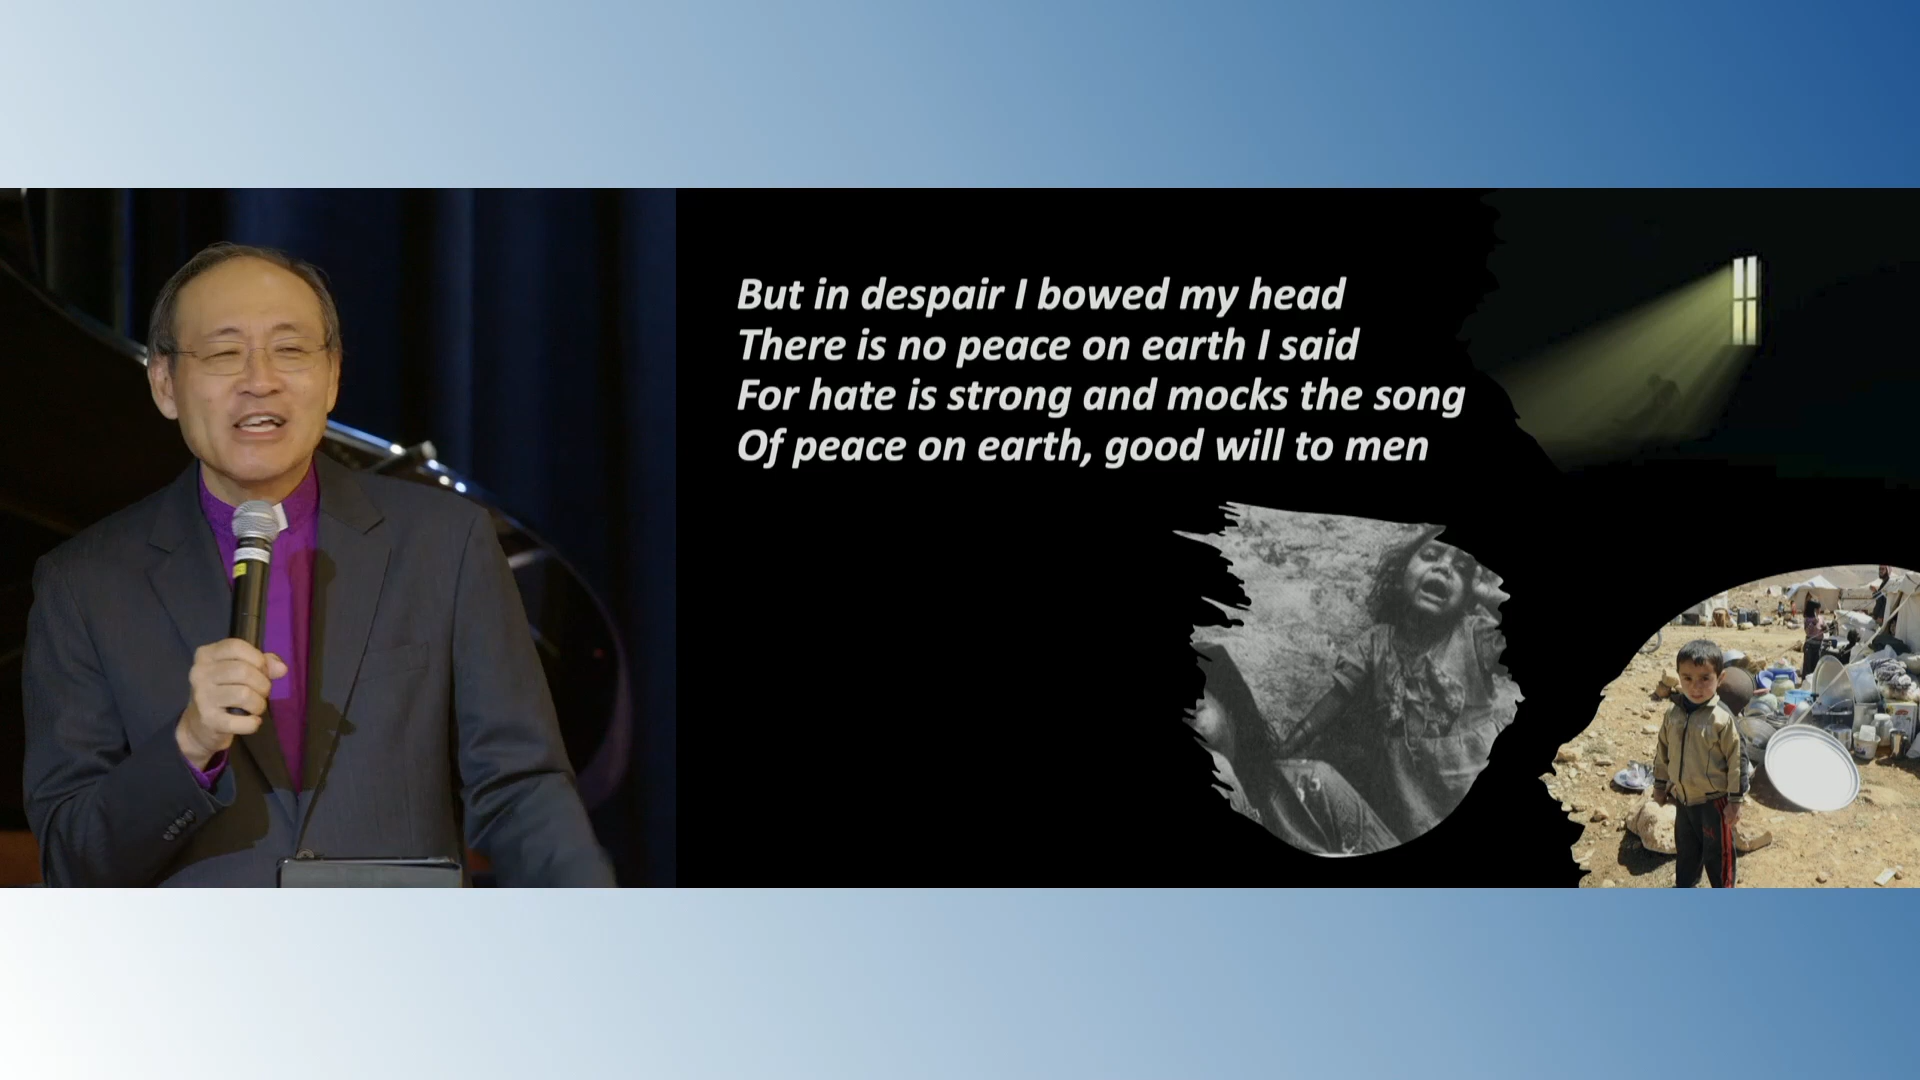 But in despair I bowed my head
There is no peace on earth I said
For hate is strong and mocks the song
Of peace on earth, good will to men